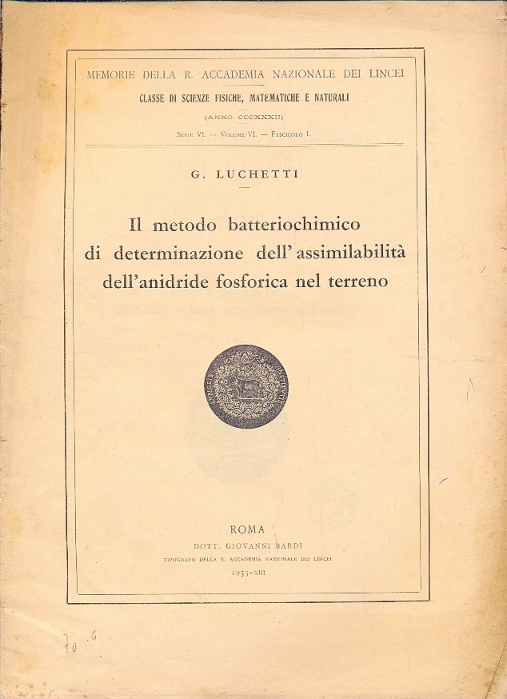 MEMORIE DELLA R. ACCADEMIA NAZIONALE DEI LINCEI
CLASSE DI SCIENZE FISICHE, MATEMATICHE E NATURALI
(ANNO CCCXXXII)
SERIE VI. — VOLUME VI. — FASCICOLO I.
G. LUCHETTI
Il metodo batteriochimico
di determinazione dell'assimilabilità
dell'anidride fosforica nel terreno
ROMA
DOTT. GIOVANNI BARDI
TIPOGRAFO DELLA R. ACCADEMIA NAZIONALE DEI LINCEI
1935-XIII
70